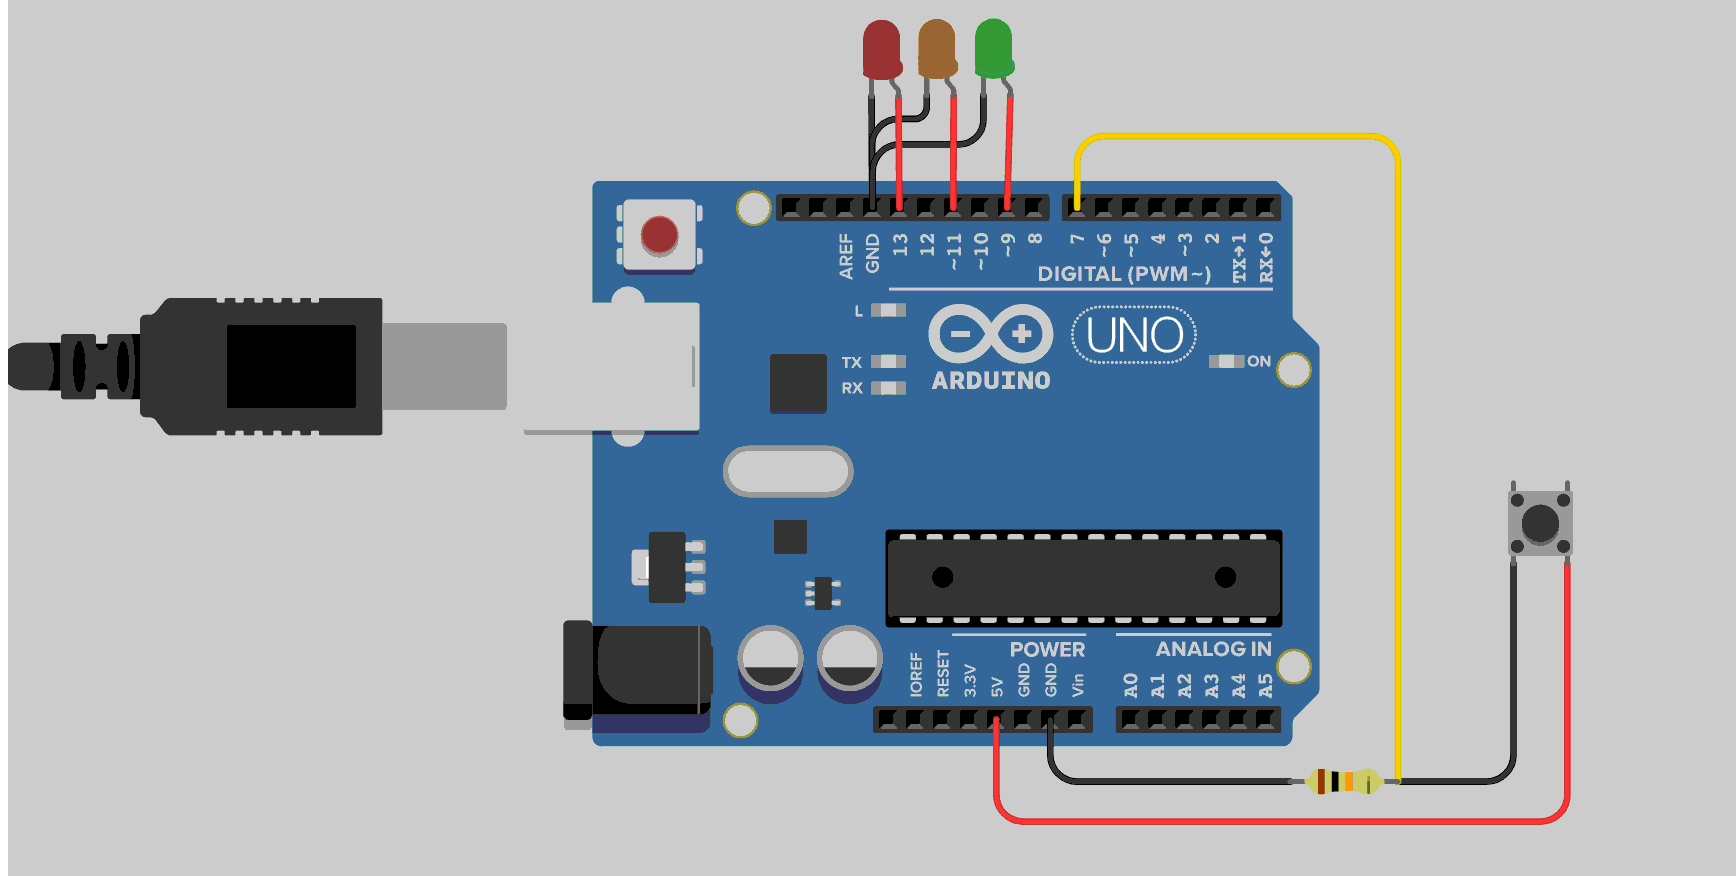 AREF
GND
13
12
~11
~10
~9
8
7
~6
~5
4
~3
2
TX→1
RX←0
DIGITAL (PWM~)
L
TX
RX
UNO
ARDUINO
ON
POWER
ANALOG IN
IOREF
RESET
3.3V
5V
GND
GND
Vin
A0
A1
A2
A3
A4
A5